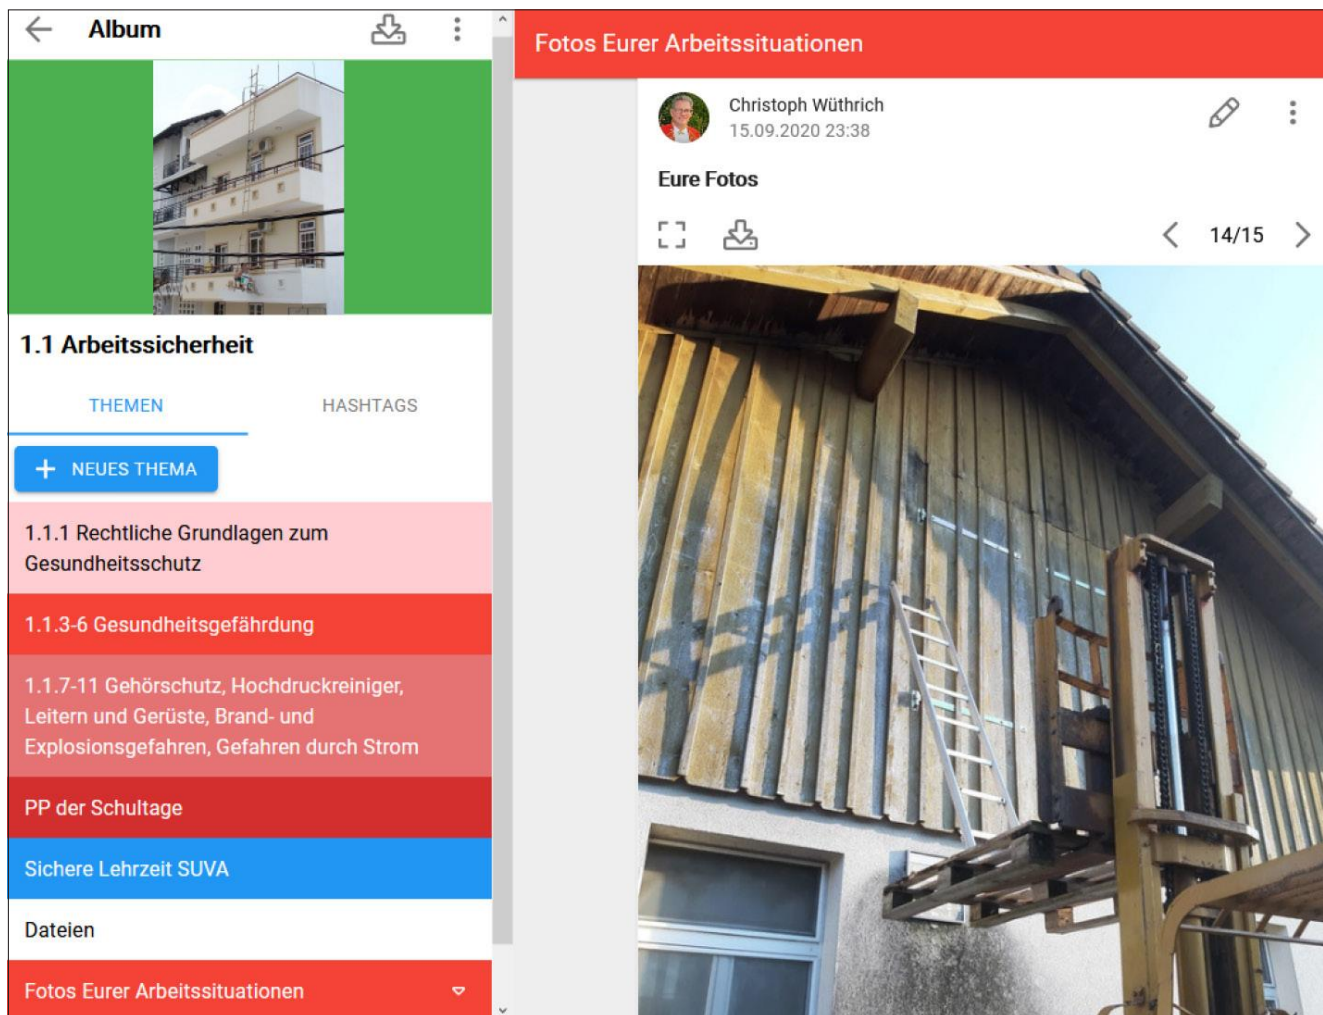 Album
1.1 Arbeitssicherheit
THEMEN
HASHTAGS
NEUES THEMA
1.1.1 Rechtliche Grundlagen zum
Gesundheitsschutz
1.1.3-6 Gesundheitsgefährdung
1.1.7-11 Gehörschutz, Hochdruckreiniger,
Leitern und Gerüste, Brand- und
Explosionsgefahren, Gefahren durch Strom
PP der Schultage
Sichere Lehrzeit SUVA
Dateien
Fotos Eurer Arbeitssituationen
Fotos Eurer Arbeitssituationen
Christoph Wüthrich
15.09.2020 23:38
Eure Fotos
14/15